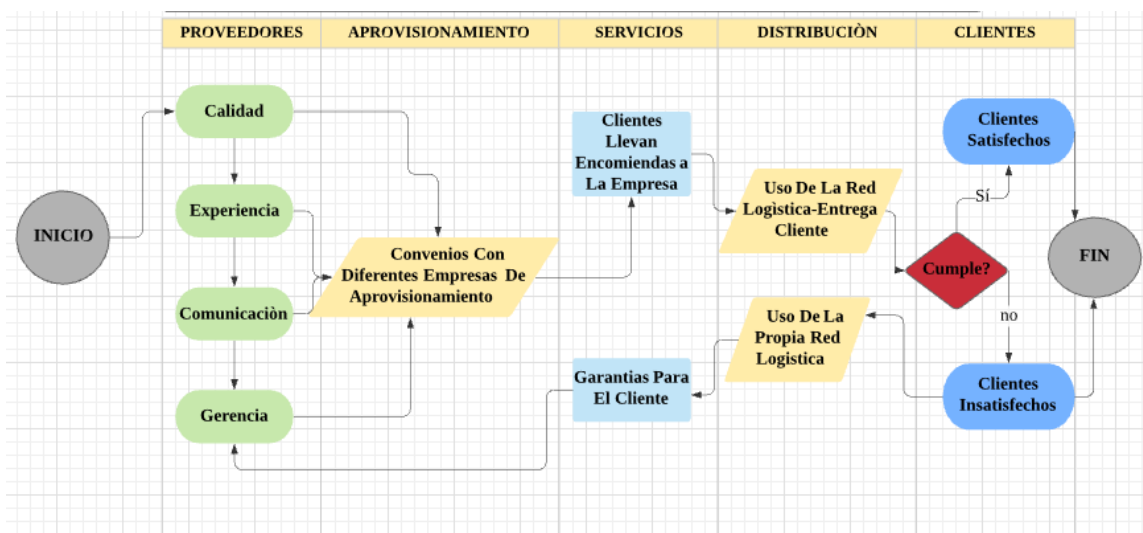 PROVEEDORES
APROVISIONAMIENTO
SERVICIOS
DISTRIBUCIÒN
CLIENTES
INICIO
Calidad
Experiencia
Comunicaciòn
Gerencia
Convenios Con
Diferentes Empresas De
Aprovisionamiento
Clientes
Llevan
Encomiendas a
La Empresa
Garantias Para
El Cliente
Uso De La Red
Logìstica-Entrega
Cliente
Uso De La
Propia Red
Logistica
Clientes
Satisfechos
Sí
Cumple?
no
Clientes
Insatisfechos
FIN